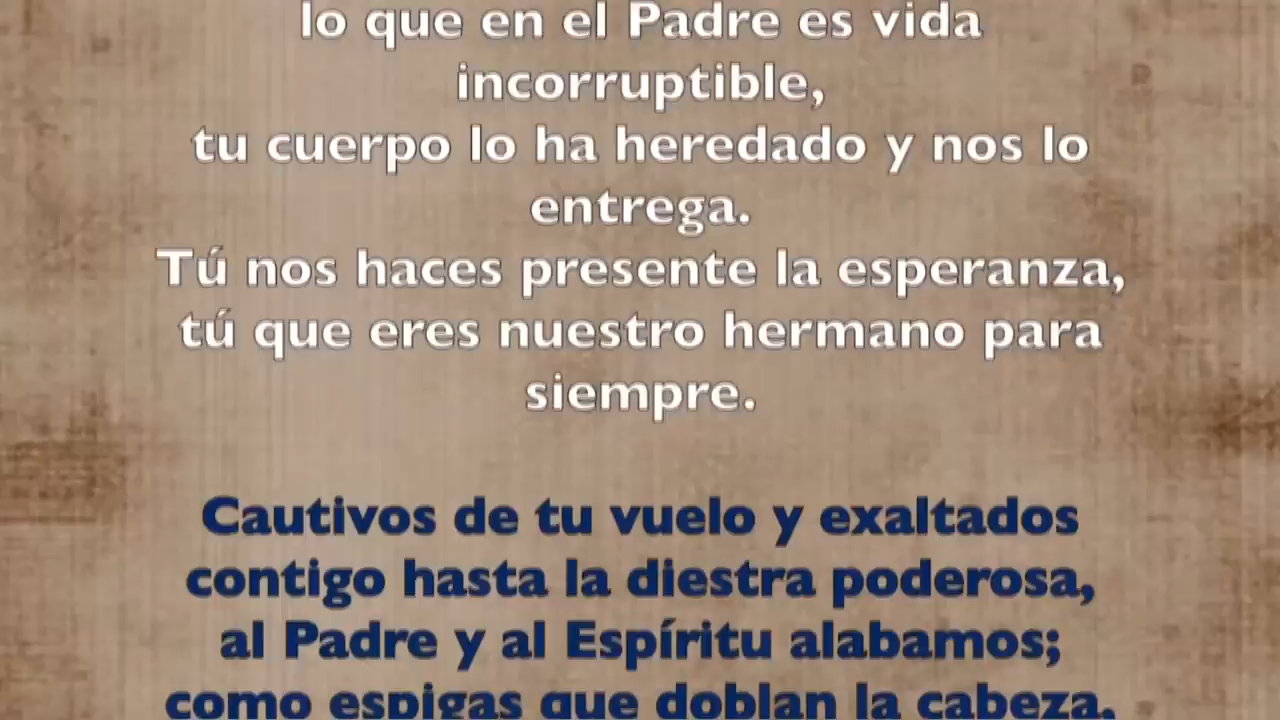 lo que en el Padre es vida
incorruptible,
tu cuerpo lo ha heredado y nos lo
entrega.
Tú nos haces presente la esperanza,
tú que eres nuestro hermano para
siempre.
Cautivos de tu vuelo y exaltados
contigo hasta la diestra poderosa,
al Padre y al Espíritu alabamos;
como espigas que doblan la cabeza,